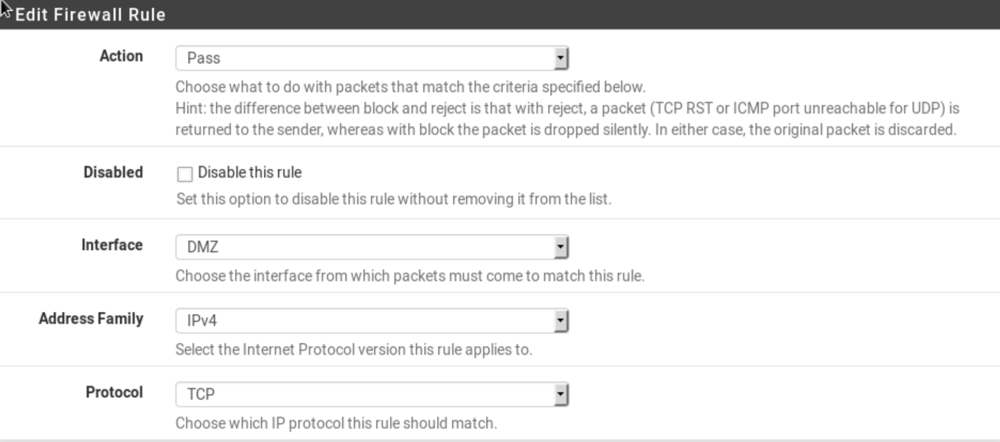 Edit Firewall Rule
Action
Pass
Choose what to do with packets that match the criteria specified below.
Hint: the difference between block and reject is that with reject, a packet (TCP RST or ICMP port unreachable for UDP) is
returned to the sender, whereas with block the packet is dropped silently. In either case, the original packet is discarded.
Disabled
Disable this rule
Set this option to disable this rule without removing it from the list.
Interface
DMZ
Choose the interface from which packets must come to match this rule.
Address Family
IPv4
Select the Internet Protocol version this rule applies to.
Protocol
TCP
Choose which IP protocol this rule should match.